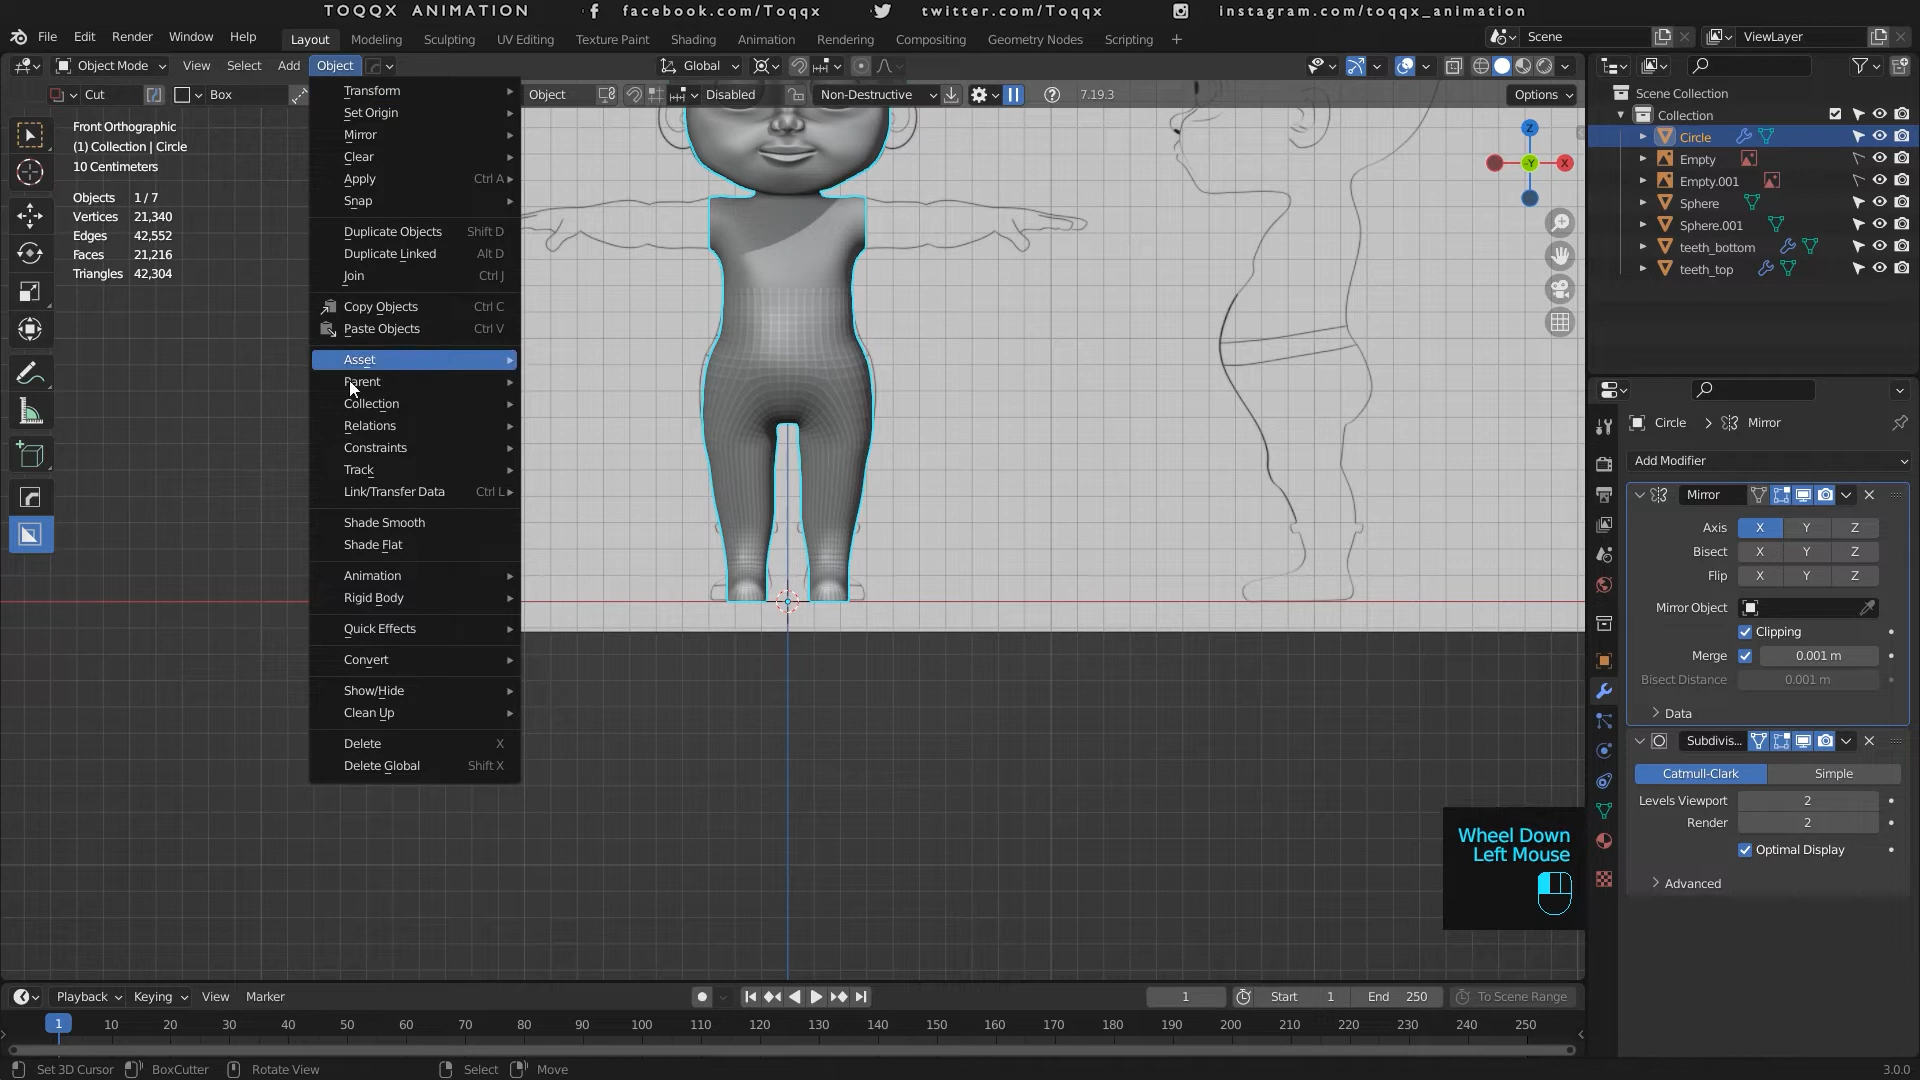 TOQQX ANIMATION facebook.com/Toqqx twitter.com/Toqqx instagram.com/toqqx_animation
File Edit Render Window Help Layout Modeling Sculpting UV Editing Texture Paint Shading Animation Rendering Compositing Geometry Nodes Scripting + Scene ViewLayer
Object Mode View Select Add Object Global
Cut Box Object Disabled Non-Destructive 7.19.3 Options
Front Orthographic
(1) Collection | Circle
10 Centimeters
Objects 1 / 7
Vertices 21,340
Edges 42,552
Faces 21,216
Triangles 42,304
Transform
Set Origin
Mirror
Clear
Apply Ctrl A
Snap
Duplicate Objects Shift D
Duplicate Linked Alt D
Join Ctrl J
Copy Objects Ctrl C
Paste Objects Ctrl V
Asset
Parent
Collection
Relations
Constraints
Track
Link/Transfer Data Ctrl L
Shade Smooth
Shade Flat
Animation
Rigid Body
Quick Effects
Convert
Show/Hide
Clean Up
Delete X
Delete Global Shift X
Z
-Y X
Wheel Down
Left Mouse
Scene Collection
Collection
Circle
Empty
Empty.001
Sphere
Sphere.001
teeth_bottom
teeth_top
Circle > Mirror
Add Modifier
Mirror
Axis X Y Z
Bisect X Y Z
Flip X Y Z
Mirror Object
Clipping
Merge 0.001 m
Bisect Distance 0.001 m
Data
Subdivis...
Catmull-Clark Simple
Levels Viewport 2
Render 2
Optimal Display
Advanced
Playback Keying View Marker 1 Start 1 End 250 To Scene Range
1 10 20 30 40 50 60 70 80 90 100 110 120 130 140 150 160 170 180 190 200 210 220 230 240 250
Set 3D Cursor BoxCutter Rotate View Select Move 3.0.0